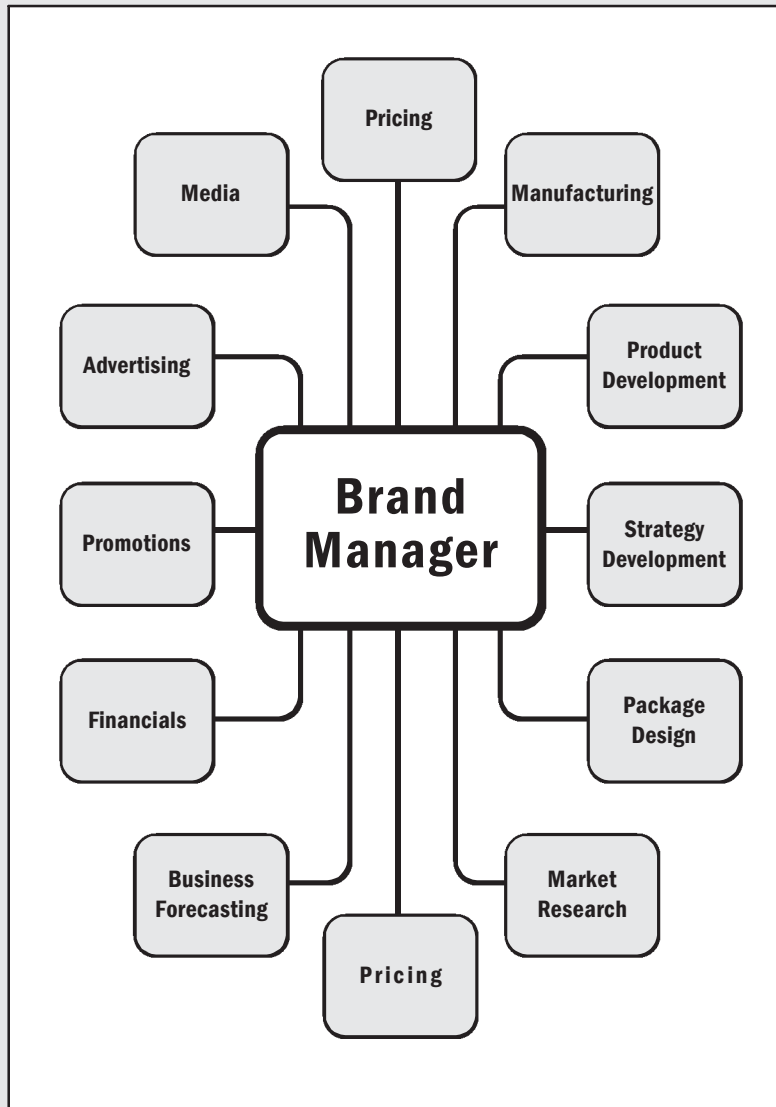 Pricing
Media
Manufacturing
Advertising
Product
Development
Brand
Manager
Promotions
Strategy
Development
Financials
Package
Design
Business
Forecasting
Market
Research
Pricing